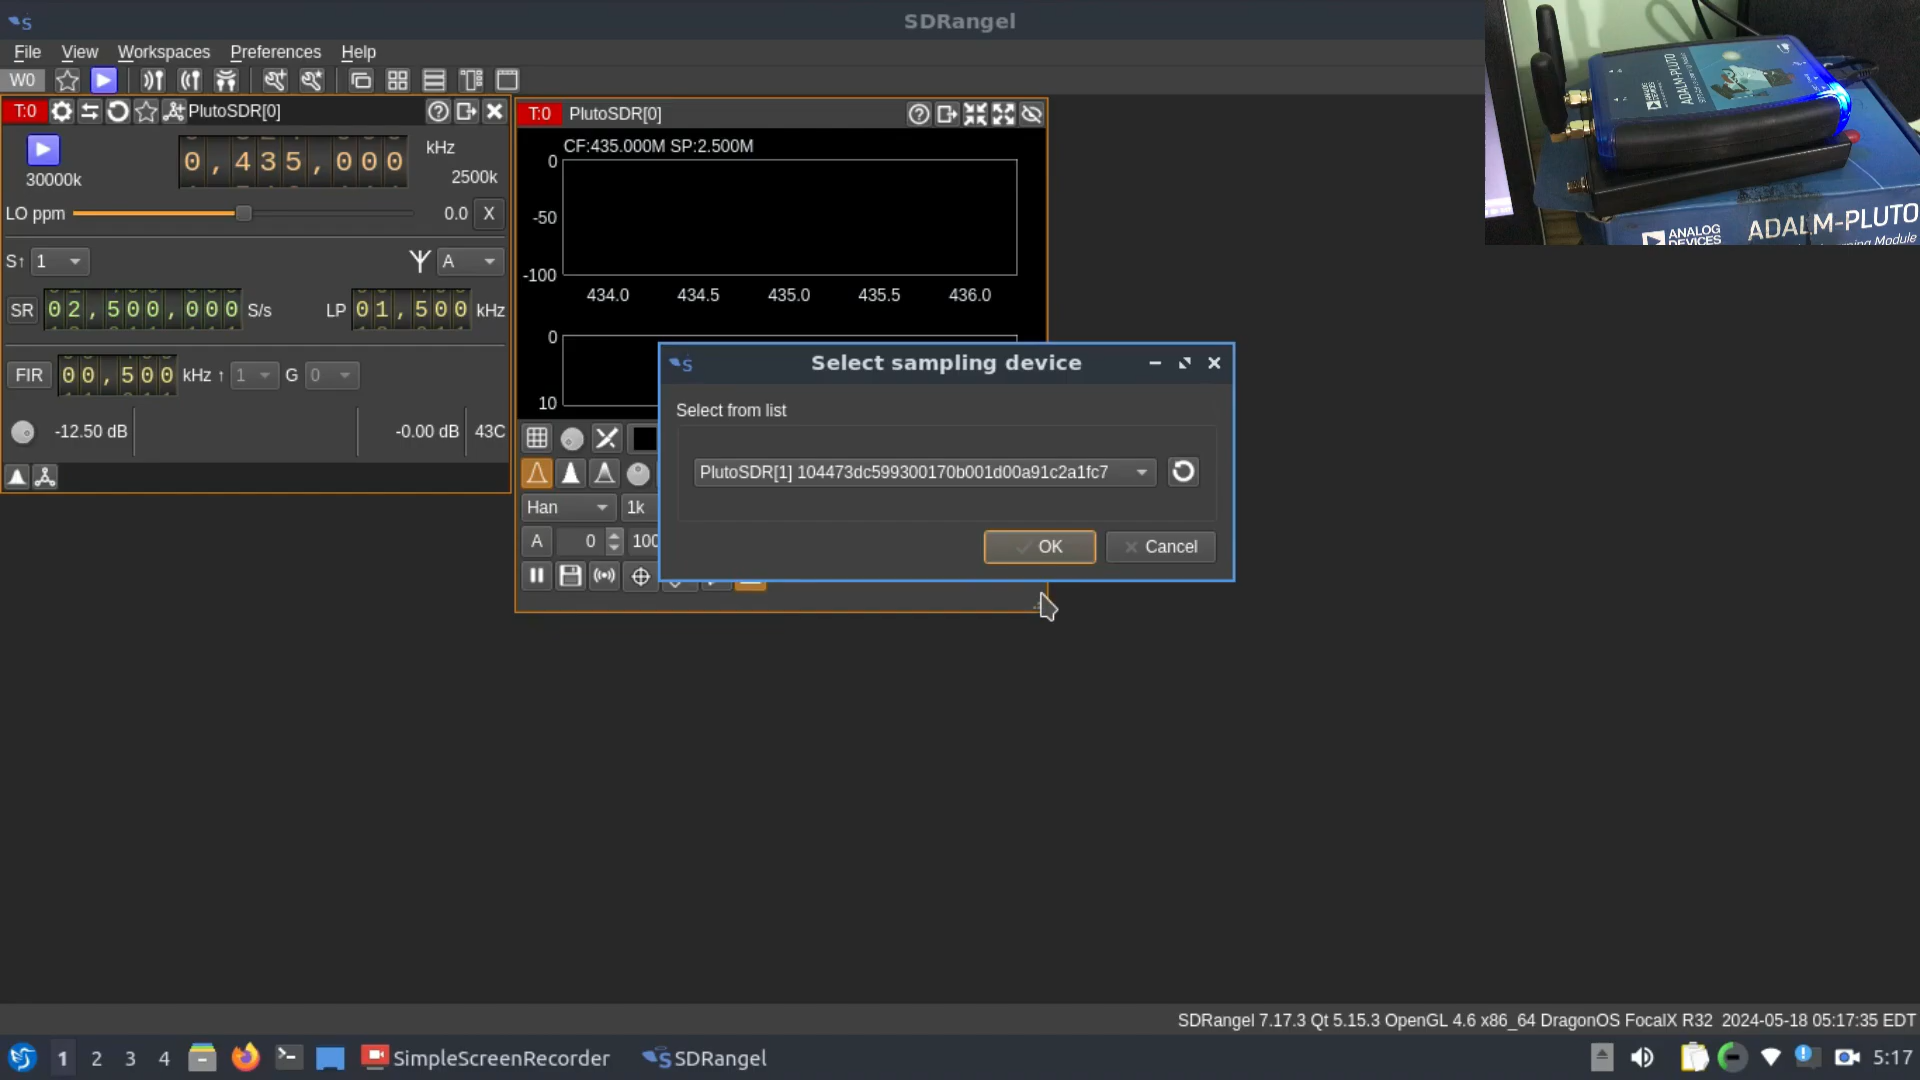 SDRangel
File View Workspaces Preferences Help
W0
T:0 PlutoSDR[0]
0,435,000 kHz
30000k 2500k
LO ppm 0.0 X
S↑ 1 A
SR 02,500,000 S/s LP 01,500 kHz
FIR 00,500 kHz ↑ 1 G 0
-12.50 dB -0.00 dB 43C
T:0 PlutoSDR[0]
CF:435.000M SP:2.500M
0
-50
-100
434.0 434.5 435.0 435.5 436.0
0
10
Han 1k
A 0 100
Select sampling device
Select from list
PlutoSDR[1] 104473dc599300170b001d00a91c2a1fc7
OK Cancel
ANALOG DEVICES
ADALM-PLUTO
ANALOG
DEVICES
ADALM-PLUTO
Module
SDRangel 7.17.3 Qt 5.15.3 OpenGL 4.6 x86_64 DragonOS FocalX R32 2024-05-18 05:17:35 EDT
1 2 3 4 SimpleScreenRecorder SDRangel 5:17